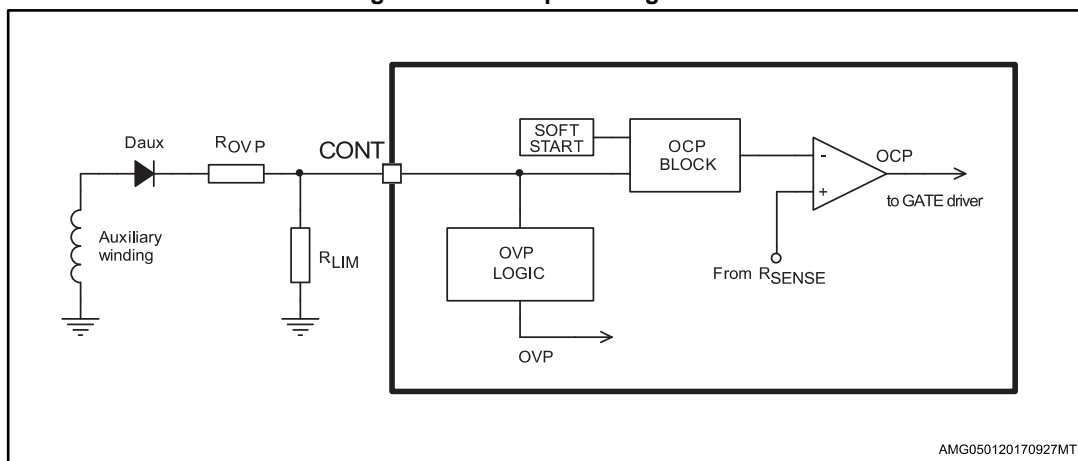 SOFT
START
OCP
BLOCK
Daux
ROVP
CONT
-
OCP
+
to GATE driver
Auxiliary
winding
RLIM
OVP
LOGIC
From RSENSE
OVP
AMG050120170927MT